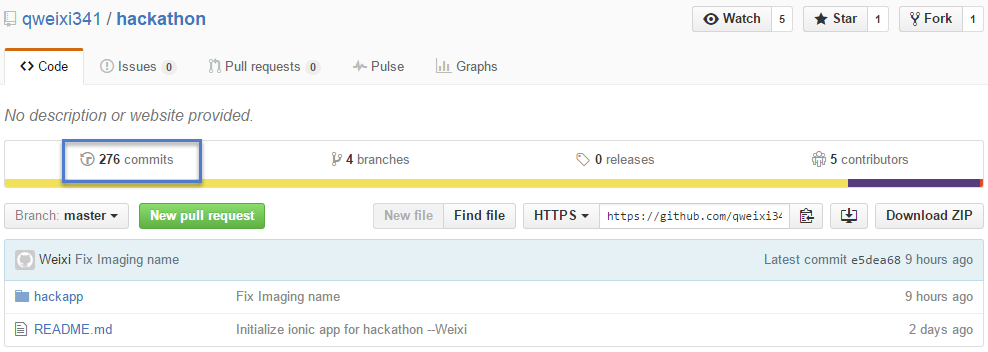 qweixi341 / hackathon Watch 5 Star 1 Fork 1
Code Issues 0 Pull requests 0 Pulse Graphs
No description or website provided.
276 commits 4 branches 0 releases 5 contributors
Branch: master New pull request New file Find file HTTPS https://github.com/qweixi34 Download ZIP
Weixi Fix Imaging name Latest commit e5dea68 9 hours ago
hackapp Fix Imaging name 9 hours ago
README.md Initialize ionic app for hackathon --Weixi 2 days ago